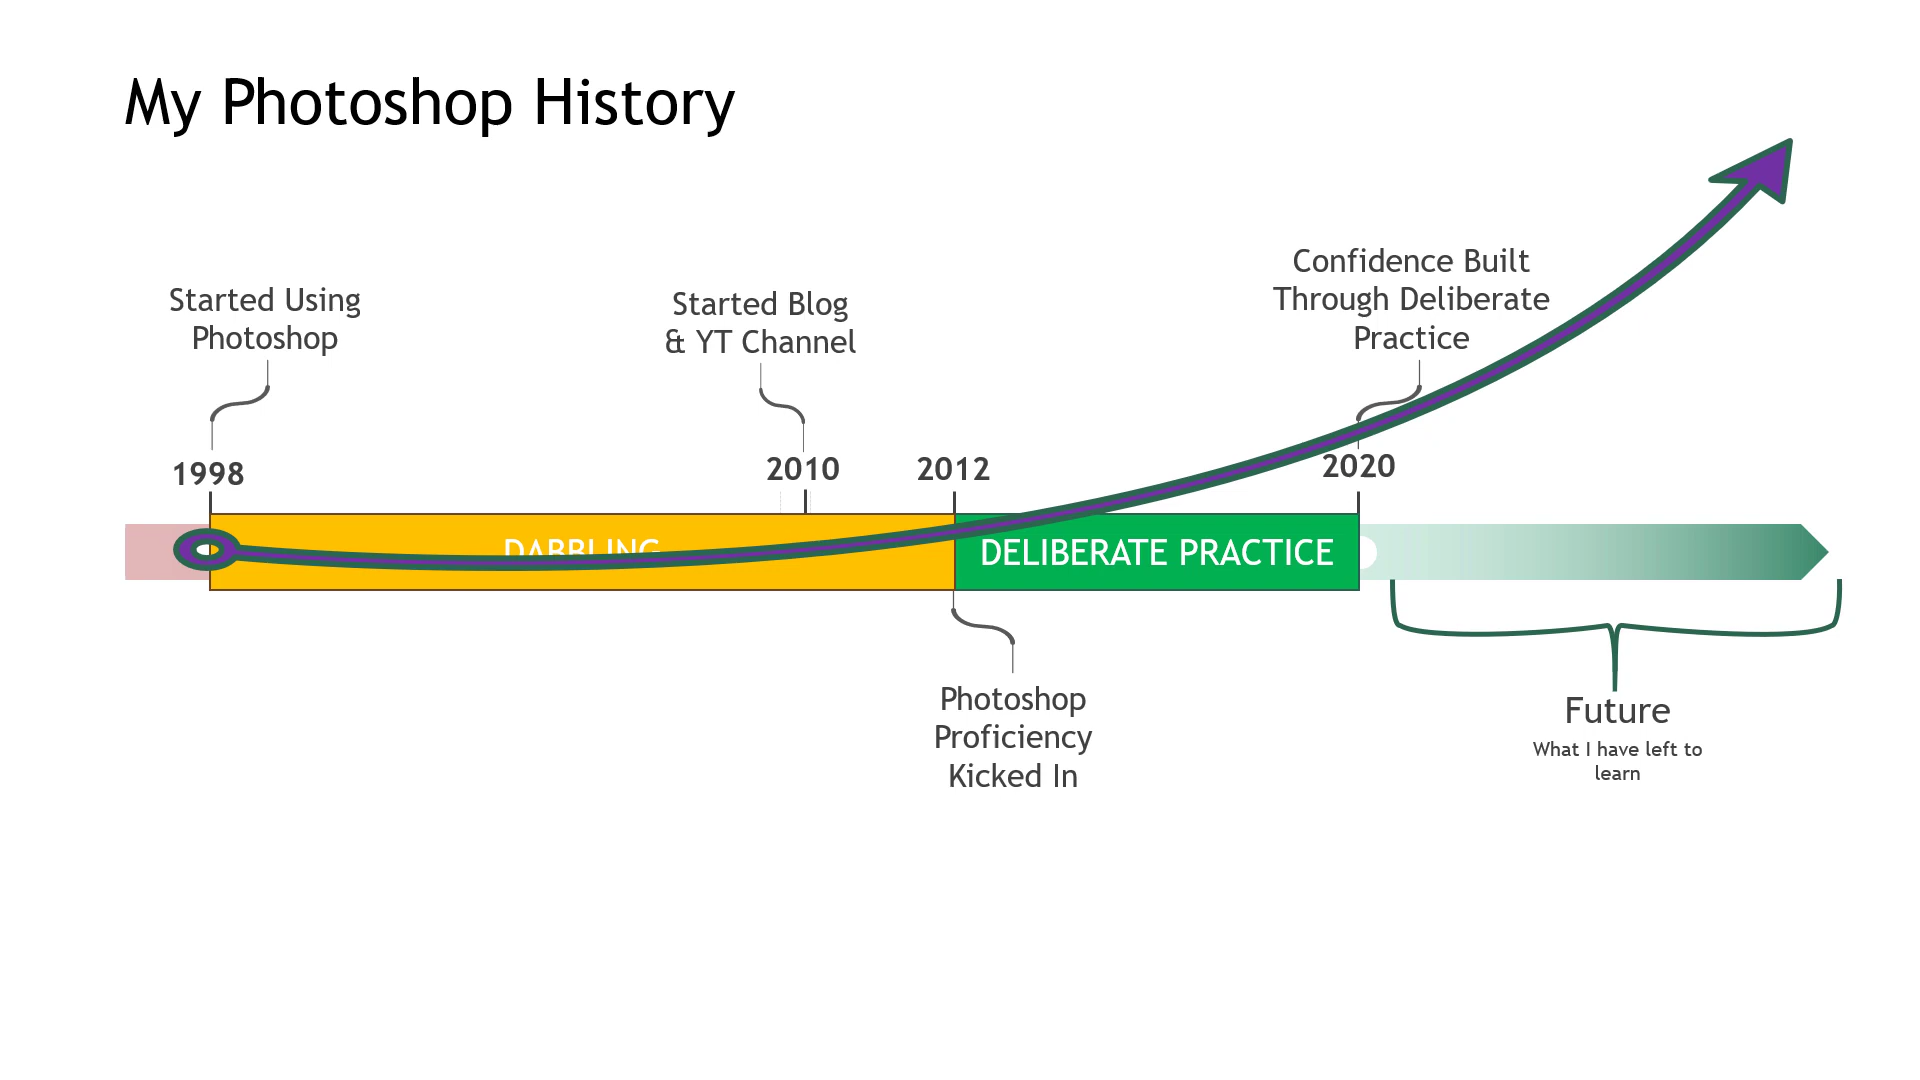 My Photoshop History
Started Using
Photoshop
Started Blog
& YT Channel
Confidence Built
Through Deliberate
Practice
1998
2010
2012
2020
DABBLING
DELIBERATE PRACTICE
Photoshop
Proficiency
Kicked In
Future
What I have left to
learn